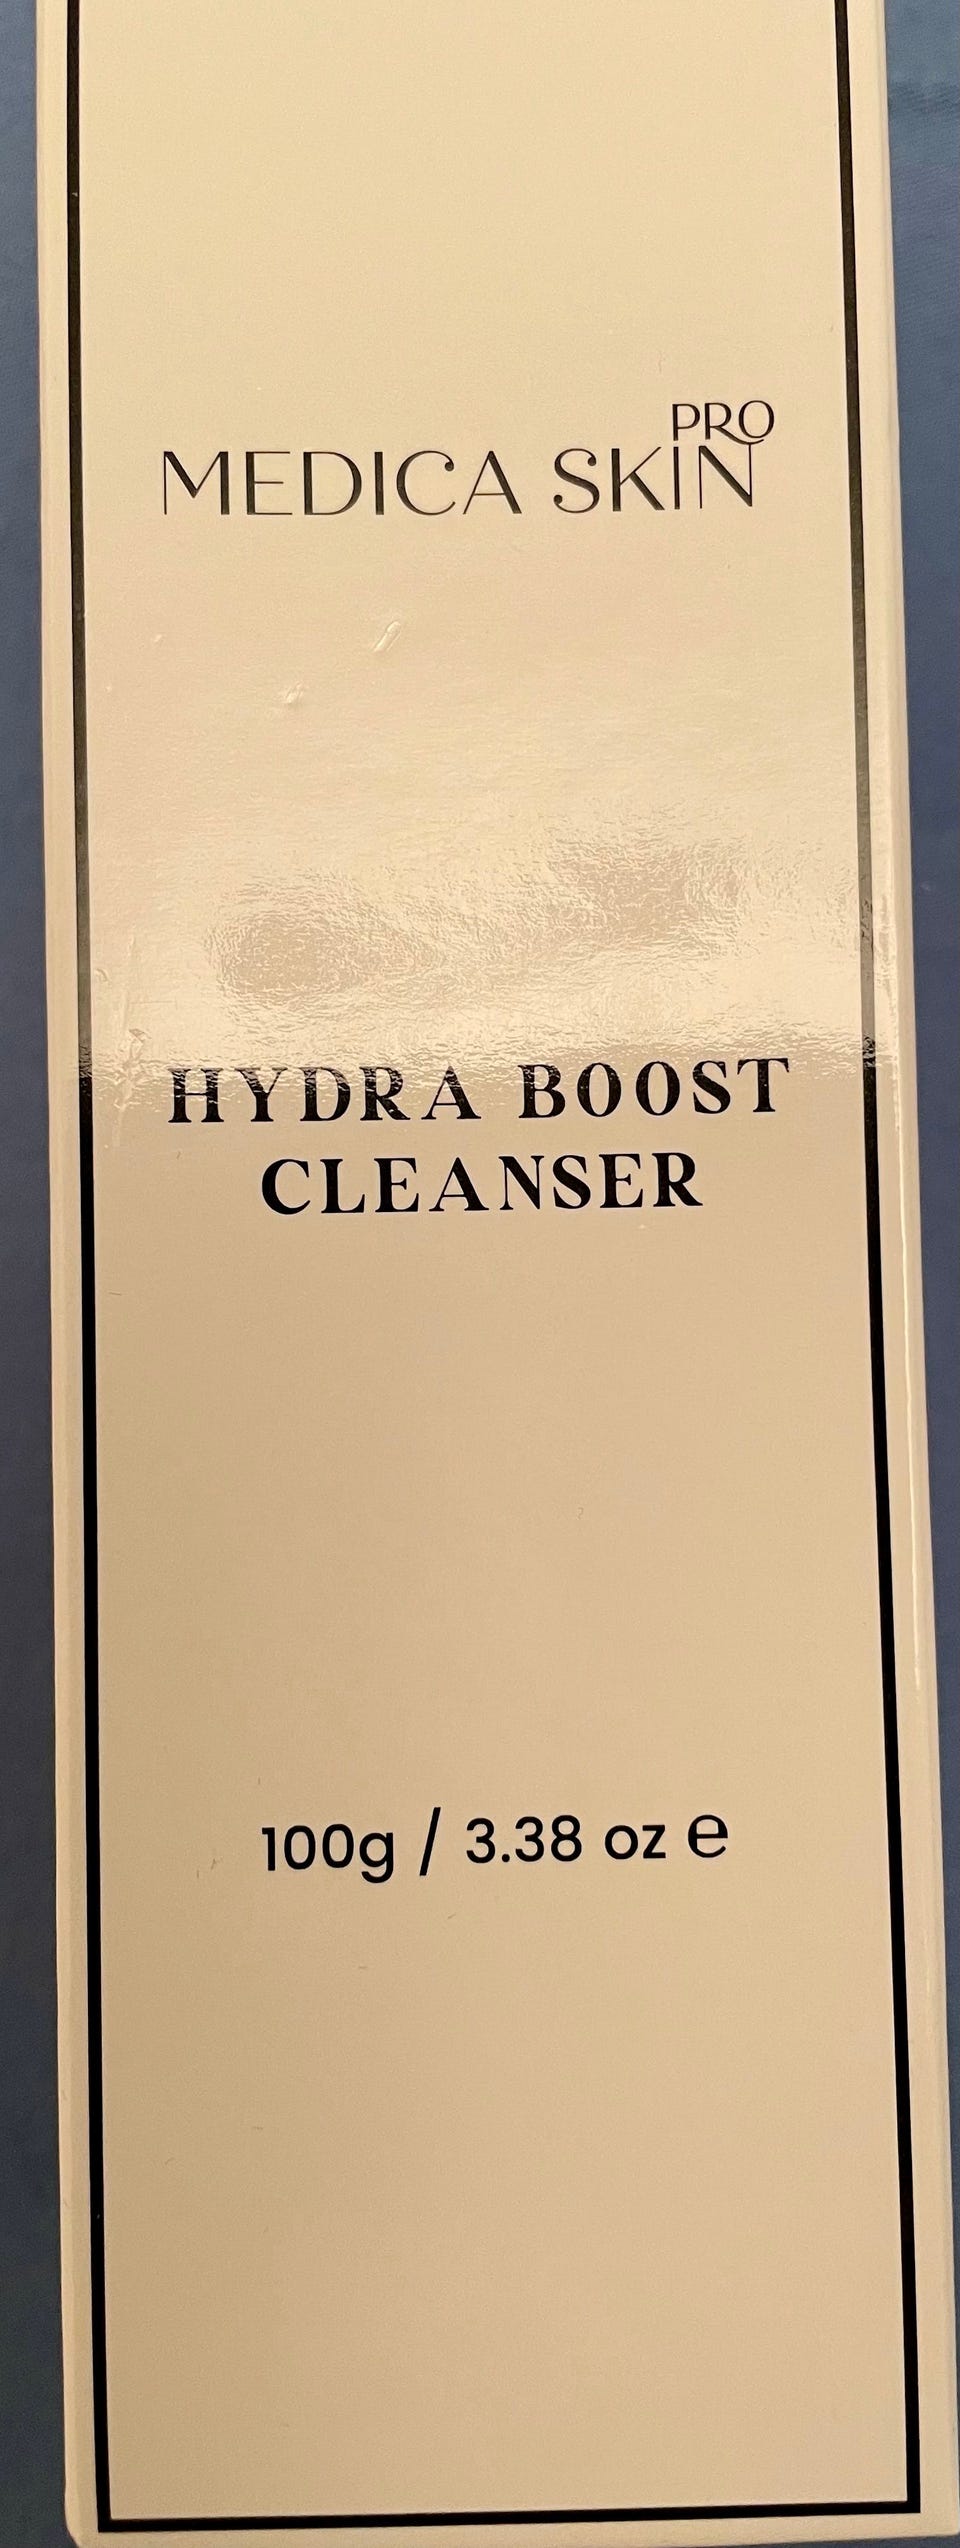 MEDICA SKIN PRO
HYDRA BOOST
CLEANSER
100g / 3.38 oz e